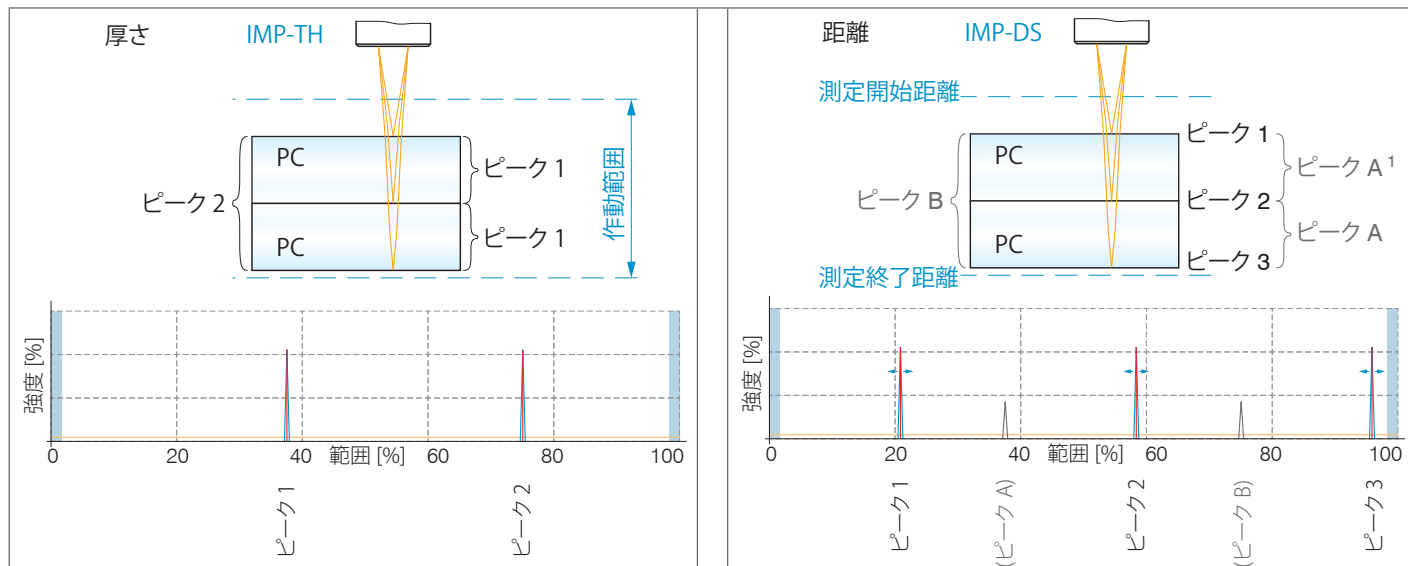 厚さ IMP-TH
PC
ピーク 1
ピーク 2
PC
ピーク 1
作動範囲
強度 [%]
0 20 40 範囲 [%] 60 80 100
ピーク 1
ピーク 2
距離 IMP-DS
測定開始距離
ピーク 1
PC
ピーク A¹
ピーク B
ピーク 2
PC
ピーク A
ピーク 3
測定終了距離
強度 [%]
0 20 40 範囲 [%] 60 80 100
ピーク 1
(ピーク A)
ピーク 2
(ピーク B)
ピーク 3